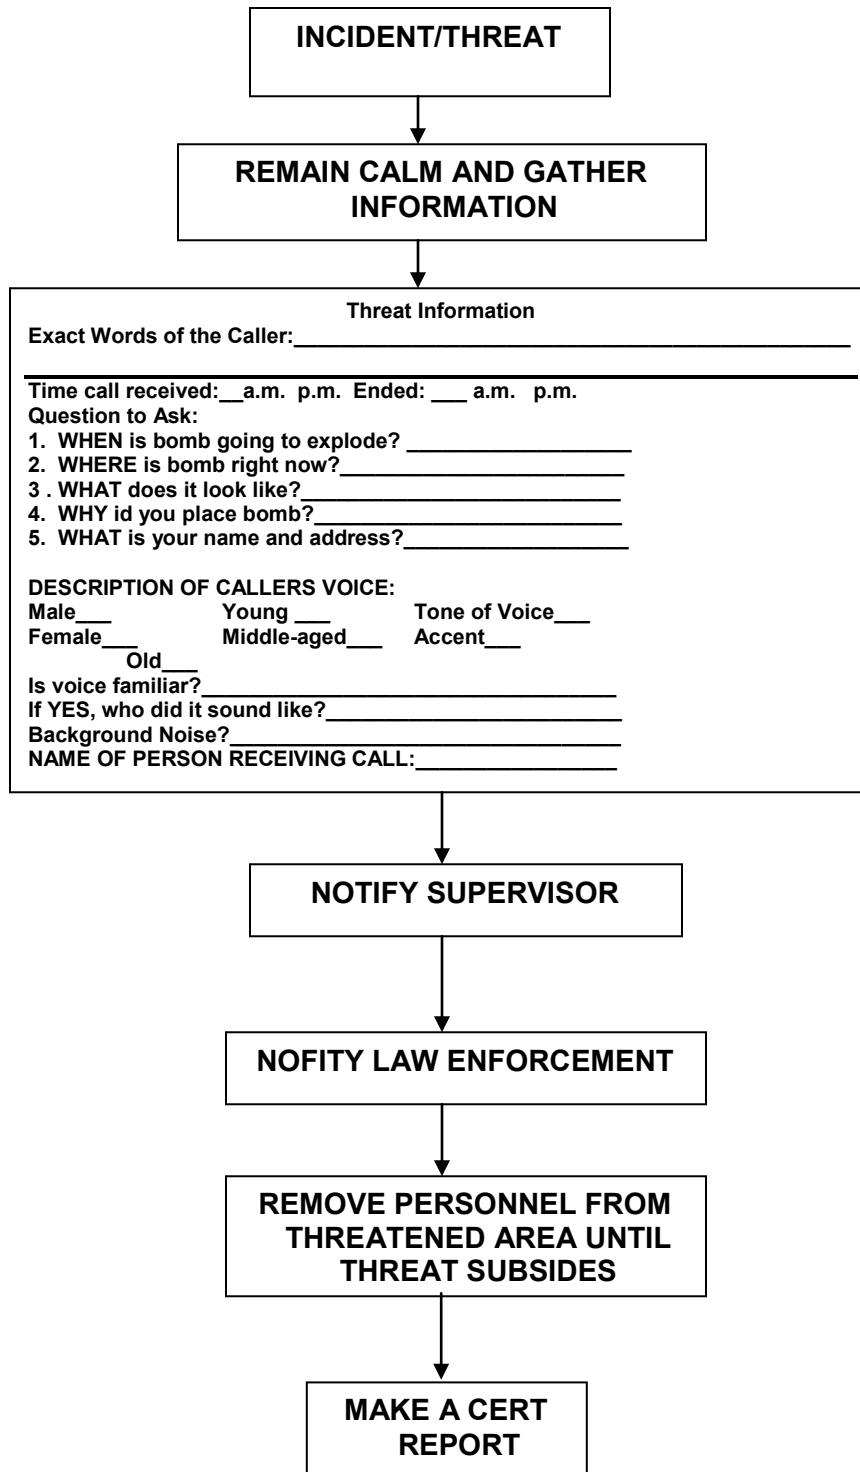 INCIDENT/THREAT
REMAIN CALM AND GATHER
INFORMATION
Threat Information
Exact Words of the Caller:_______________________________________________
Time call received:__a.m. p.m. Ended: ___ a.m. p.m.
Question to Ask:
1. WHEN is bomb going to explode? ___________________
2. WHERE is bomb right now?________________________
3 . WHAT does it look like?___________________________
4. WHY id you place bomb?__________________________
5. WHAT is your name and address?___________________
DESCRIPTION OF CALLERS VOICE:
Male___ Young ___ Tone of Voice___
Female___ Middle-aged___ Accent___
Old___
Is voice familiar?___________________________________
If YES, who did it sound like?_________________________
Background Noise?_________________________________
NAME OF PERSON RECEIVING CALL:_________________
NOTIFY SUPERVISOR
NOFITY LAW ENFORCEMENT
REMOVE PERSONNEL FROM
THREATENED AREA UNTIL
THREAT SUBSIDES
MAKE A CERT
REPORT